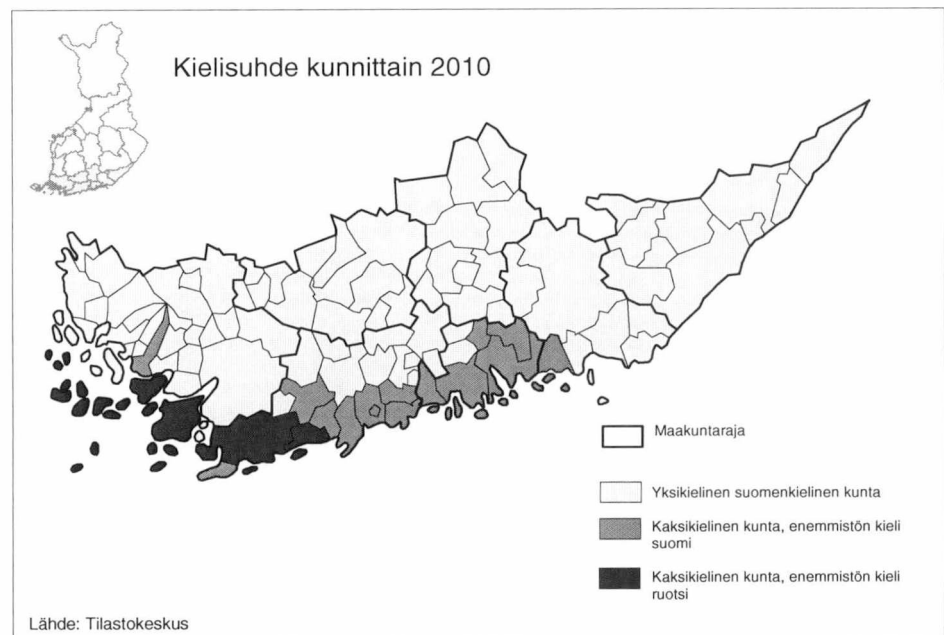 Kielisuhde kunnittain 2010
Maakuntaraja
Yksikielinen suomenkielinen kunta
Kaksikielinen kunta, enemmistön kieli
suomi
Kaksikielinen kunta, enemmistön kieli
ruotsi
Lähde: Tilastokeskus